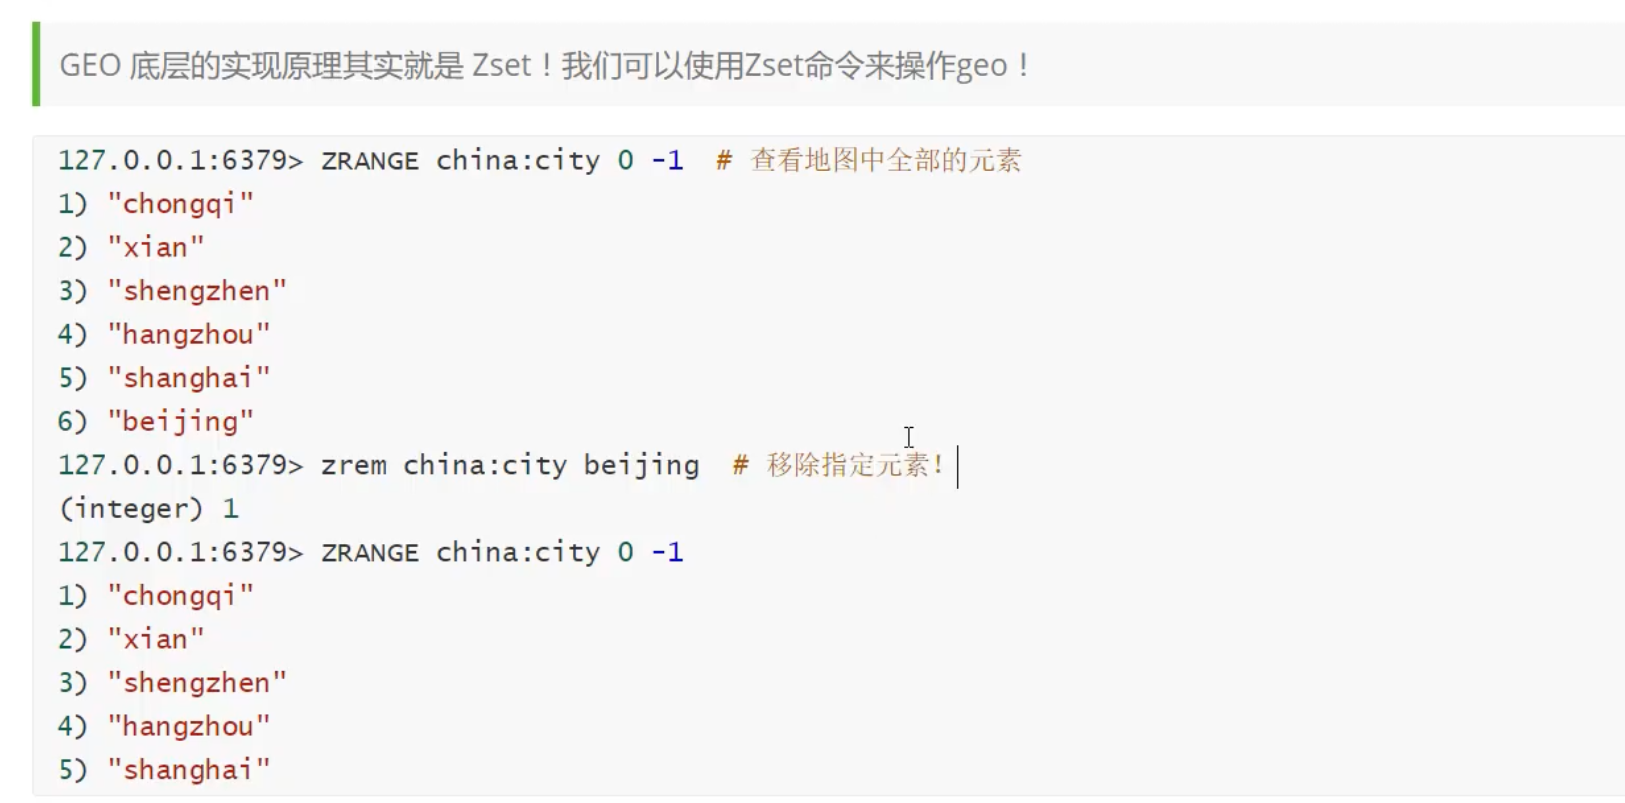 GEO 底层的实现原理其实就是 Zset！我们可以使用Zset命令来操作geo！
127.0.0.1:6379> ZRANGE china:city 0 -1  # 查看地图中全部的元素
1) "chongqi"
2) "xian"
3) "shengzhen"
4) "hangzhou"
5) "shanghai"
6) "beijing"
127.0.0.1:6379> zrem china:city beijing  # 移除指定元素！
(integer) 1
127.0.0.1:6379> ZRANGE china:city 0 -1
1) "chongqi"
2) "xian"
3) "shengzhen"
4) "hangzhou"
5) "shanghai"